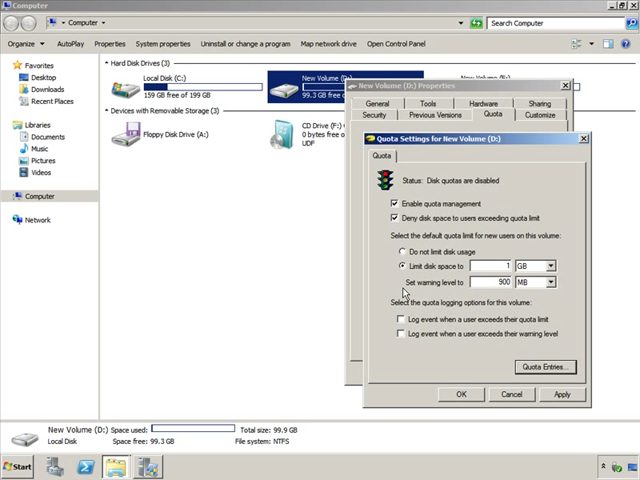 Computer
Computer
Search Computer
Organize
AutoPlay
Properties
System properties
Uninstall or change a program
Map network drive
Open Control Panel
Favorites
Desktop
Downloads
Recent Places
Libraries
Documents
Music
Pictures
Videos
Computer
Network
Hard Disk Drives (3)
Local Disk (C:)
159 GB free of 199 GB
New Volume (D:)
99.3 GB free
Devices with Removable Storage (3)
Floppy Disk Drive (A:)
CD Drive (F:)
0 bytes free
UDF
New Volume (D:) Properties
General
Tools
Hardware
Sharing
Security
Previous Versions
Quota
Customize
Quota Settings for New Volume (D:)
Quota
Status: Disk quotas are disabled
Enable quota management
Deny disk space to users exceeding quota limit
Select the default quota limit for new users on this volume:
Do not limit disk usage
Limit disk space to 1 GB
Set warning level to 900 MB
Select the quota logging options for this volume:
Log event when a user exceeds their quota limit
Log event when a user exceeds their warning level
Quota Entries...
OK
Cancel
Apply
New Volume (D:) Space used: Total size: 99.9 GB
Local Disk Space free: 99.3 GB File system: NTFS
Start